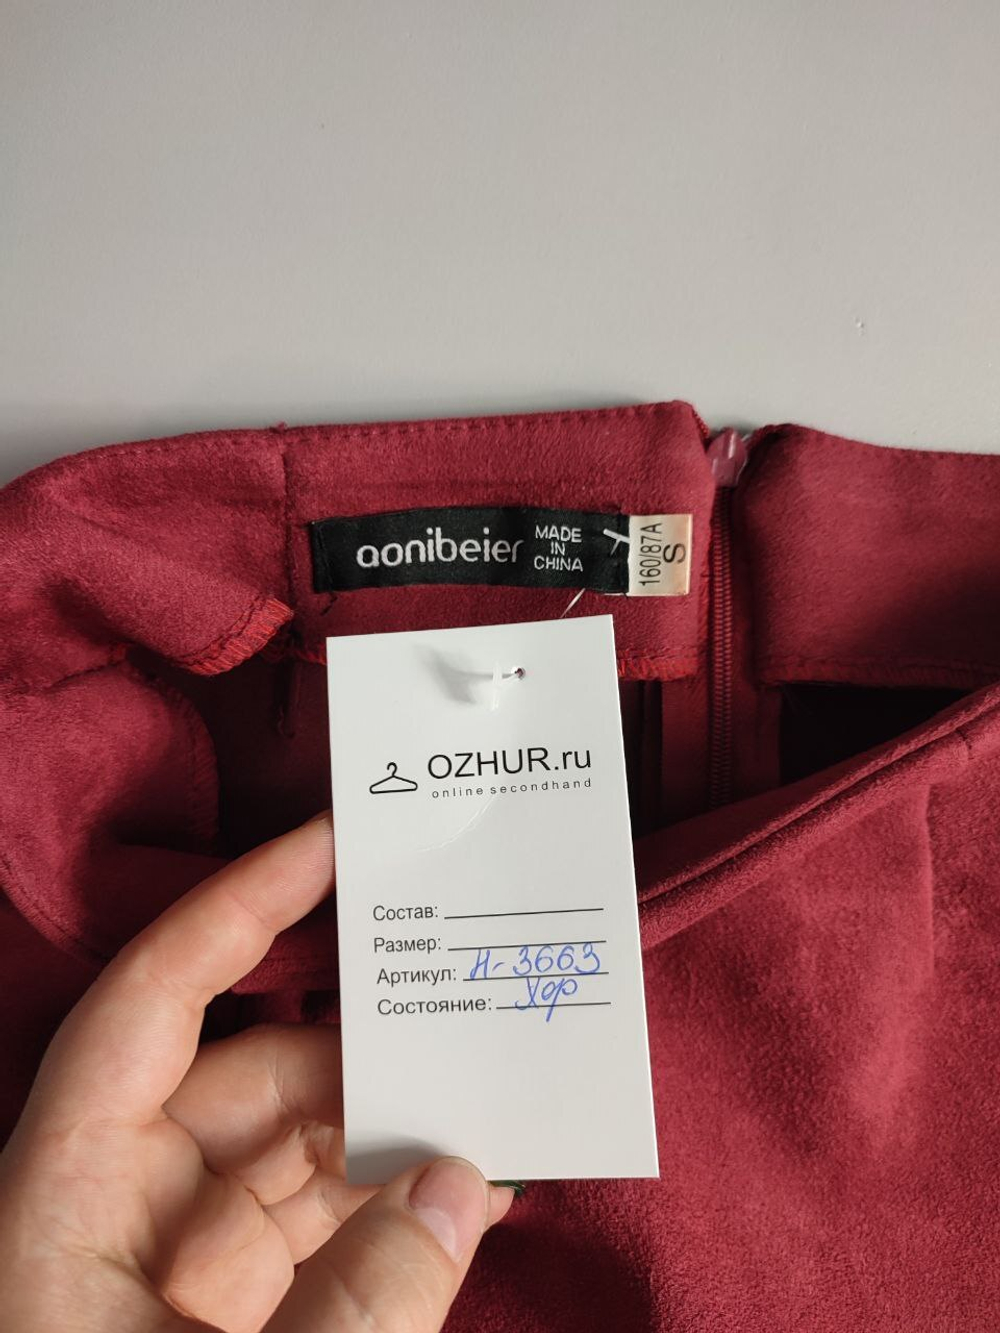 aonibeier
MADE
IN
CHINA
160/87A
S
OZHUR.ru
online secondhand
Состав:
Размер:
Артикул: Н-3663
Состояние: Хор